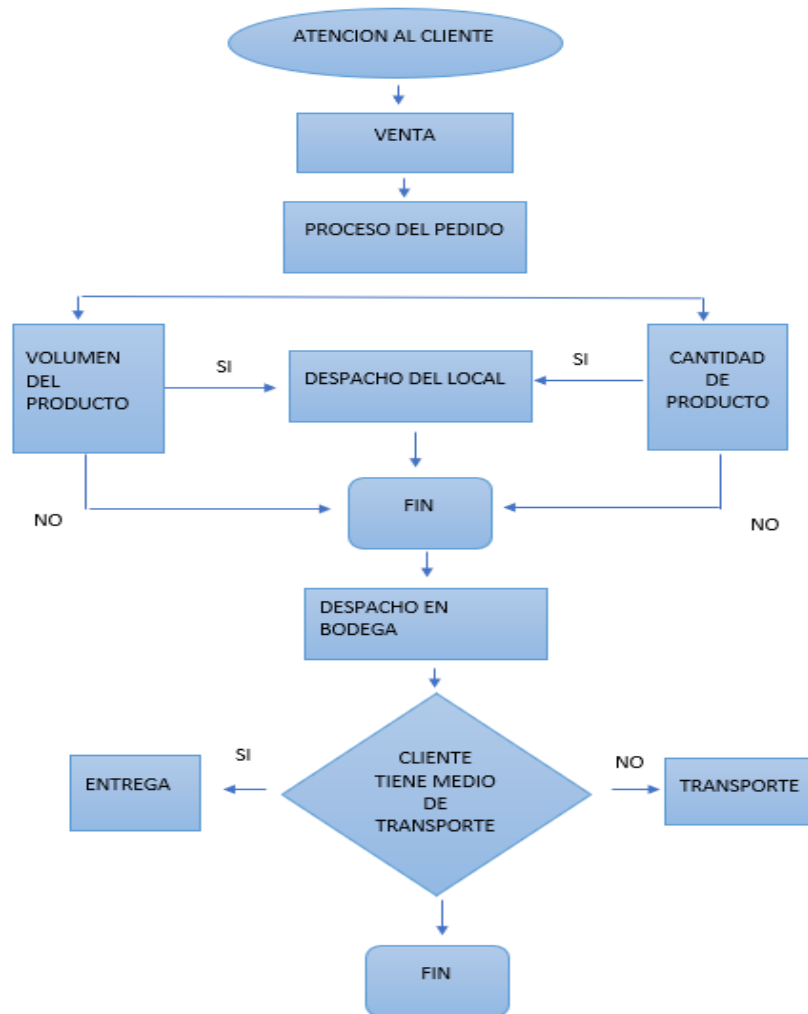 ATENCION AL CLIENTE
VENTA
PROCESO DEL PEDIDO
VOLUMEN
DEL
PRODUCTO
SI
DESPACHO DEL LOCAL
SI
CANTIDAD
DE
PRODUCTO
NO
FIN
NO
DESPACHO EN
BODEGA
ENTREGA
SI
CLIENTE
TIENE MEDIO
DE
TRANSPORTE
NO
TRANSPORTE
FIN